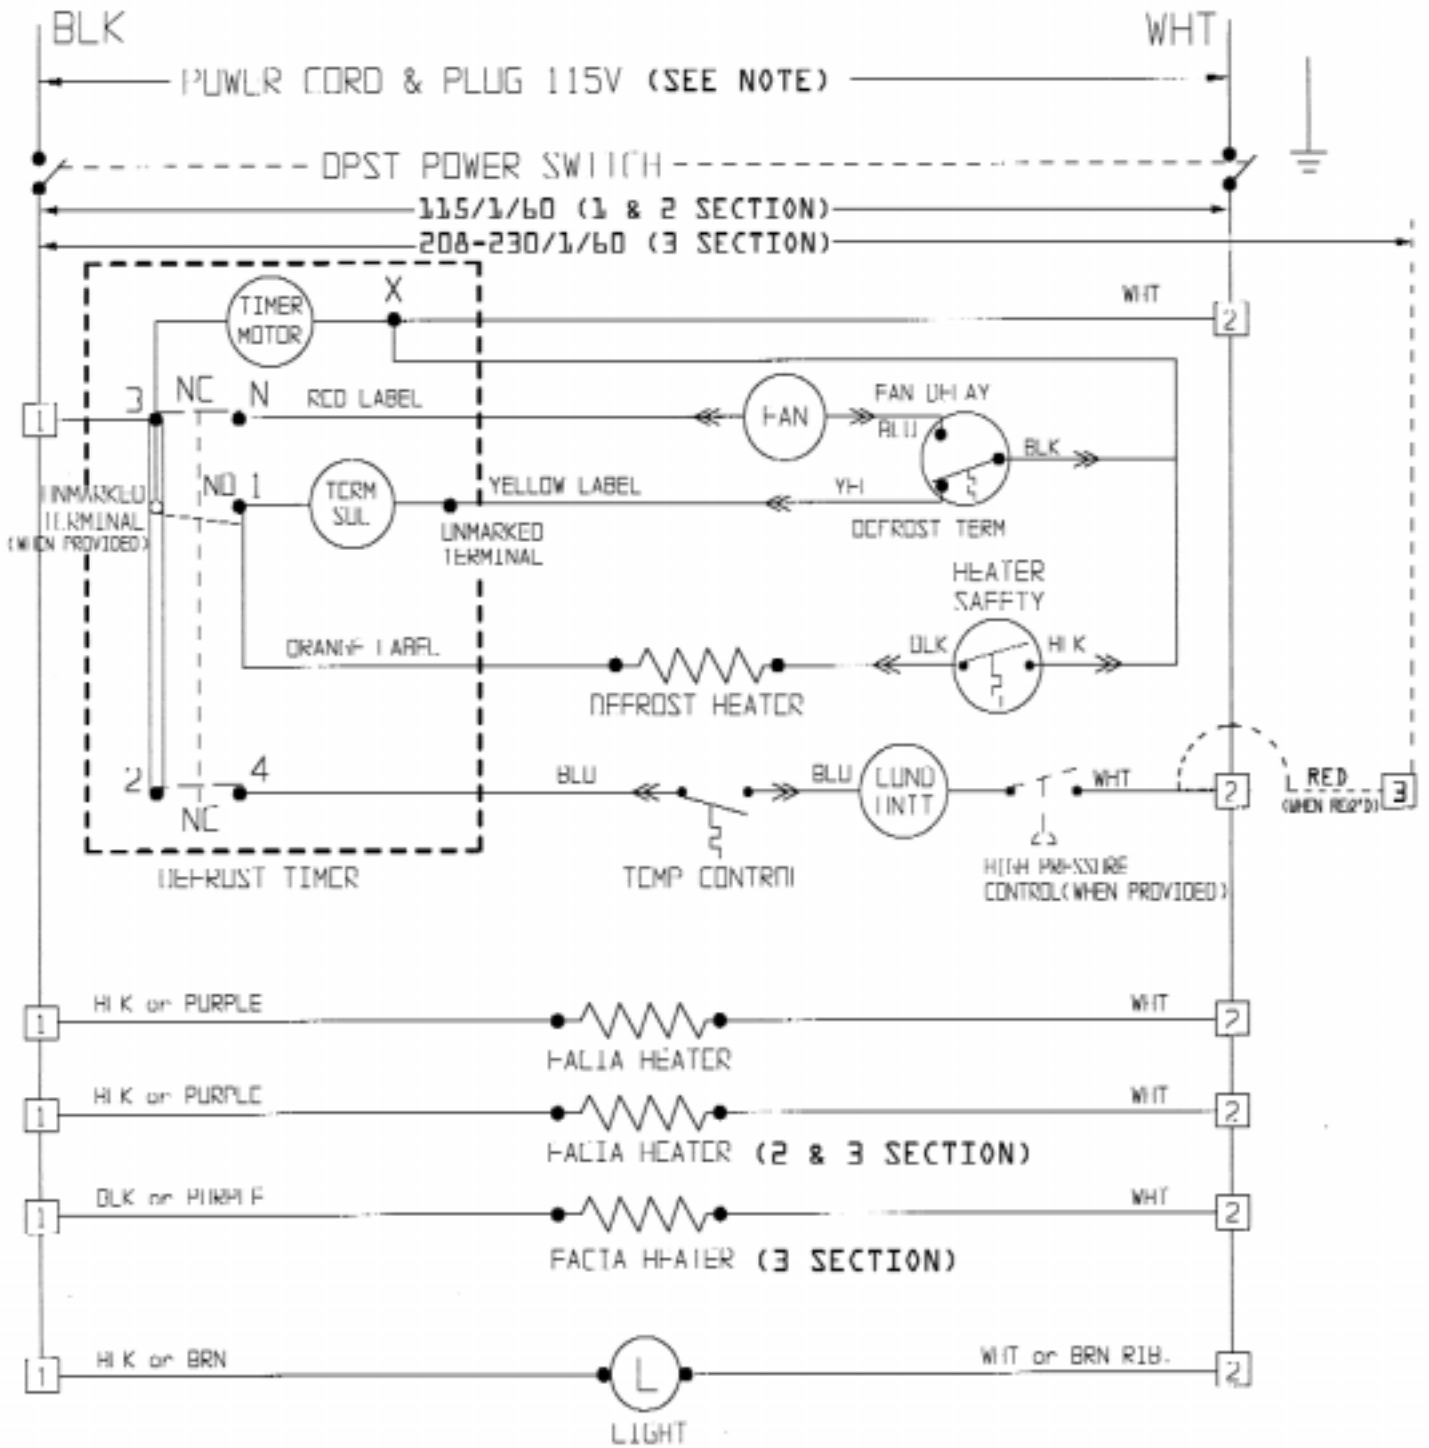 BLK
WHT
POWER CORD & PLUG 115V (SEE NOTE)
DPST POWER SWITCH
115/1/60 (1 & 2 SECTION)
208-230/1/60 (3 SECTION)
TIMER
MOTOR
X
WHT
2
3
NC
N
RED LABEL
FAN
FAN DELAY
BLU
BLK
1
UNMARKED
TERMINAL
(WHEN PROVIDED)
NO 1
TERM
SOL
YELLOW LABEL
UNMARKED
TERMINAL
YEL
DEFROST TERM
HEATER
SAFETY
ORANGE LABEL
BLK
BLK
DEFROST HEATER
2
4
NC
BLU
BLU
COND
UNIT
WHT
2
RED
(WHEN REQ'D)
3
DEFROST TIMER
TEMP CONTROL
HIGH PRESSURE
CONTROL(WHEN PROVIDED)
1
BLK or PURPLE
WHT
2
FACIA HEATER
1
BLK or PURPLE
WHT
2
FACIA HEATER (2 & 3 SECTION)
1
BLK or PURPLE
WHT
2
FACIA HEATER (3 SECTION)
1
BLK or BRN
L
WHT or BRN RIB.
2
LIGHT